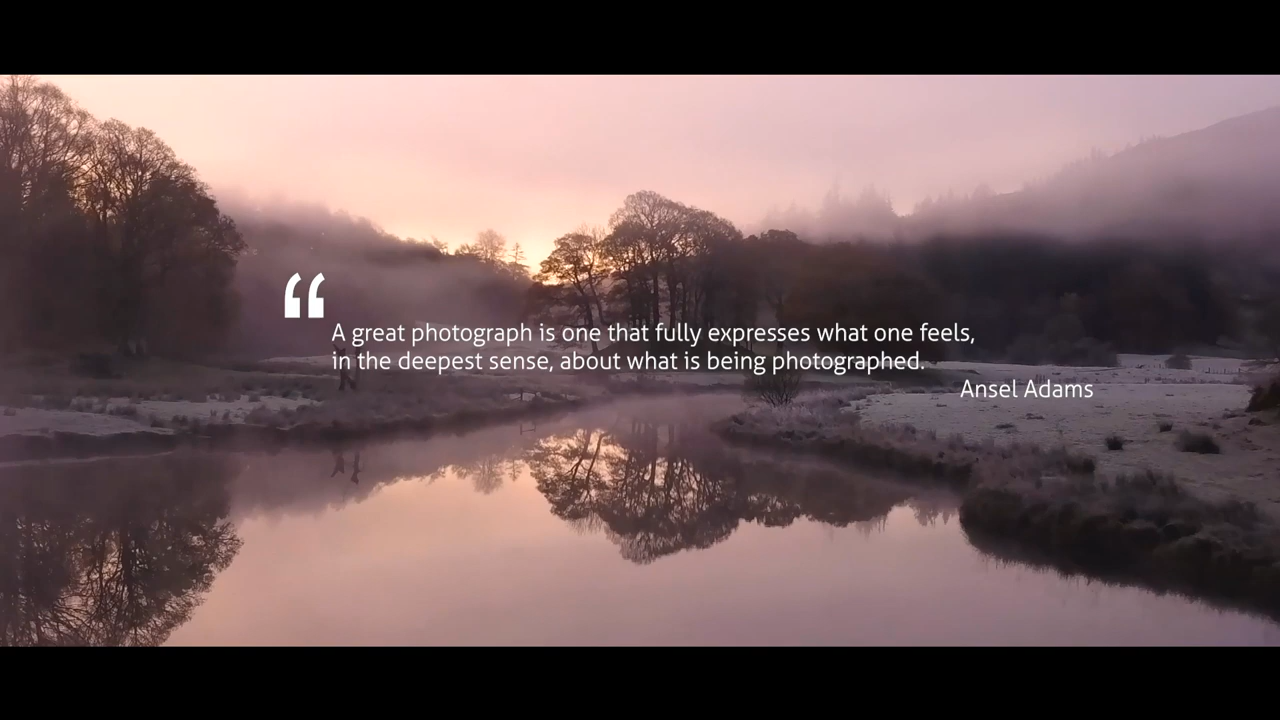 “
A great photograph is one that fully expresses what one feels,
in the deepest sense, about what is being photographed.
Ansel Adams